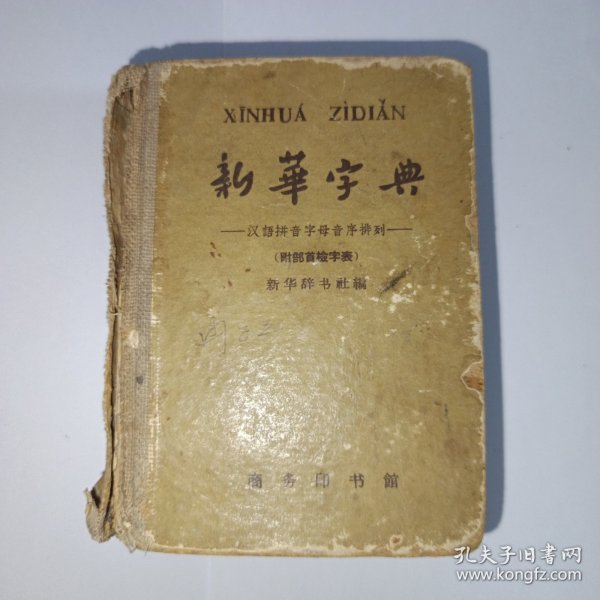 XĪNHUÁ ZÌDIǍN
新華字典
——汉語拼音字母音序排列——
（附部首檢字表）
新华辞书社編
商务印书館
孔夫子旧书网
www.kongfz.com